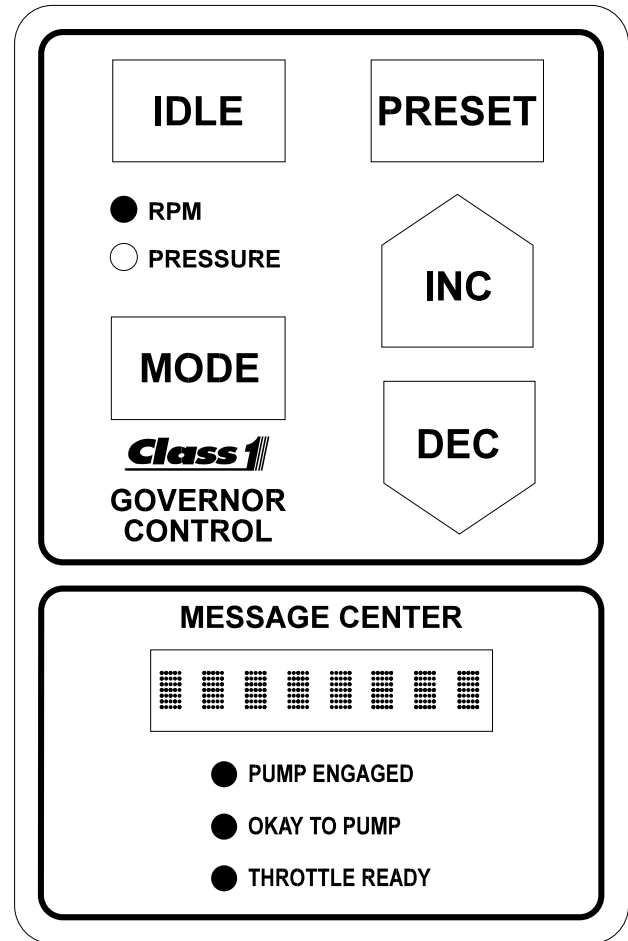 IDLE
PRESET
RPM
PRESSURE
INC
MODE
DEC
Class 1
GOVERNOR
CONTROL
MESSAGE CENTER
PUMP ENGAGED
OKAY TO PUMP
THROTTLE READY